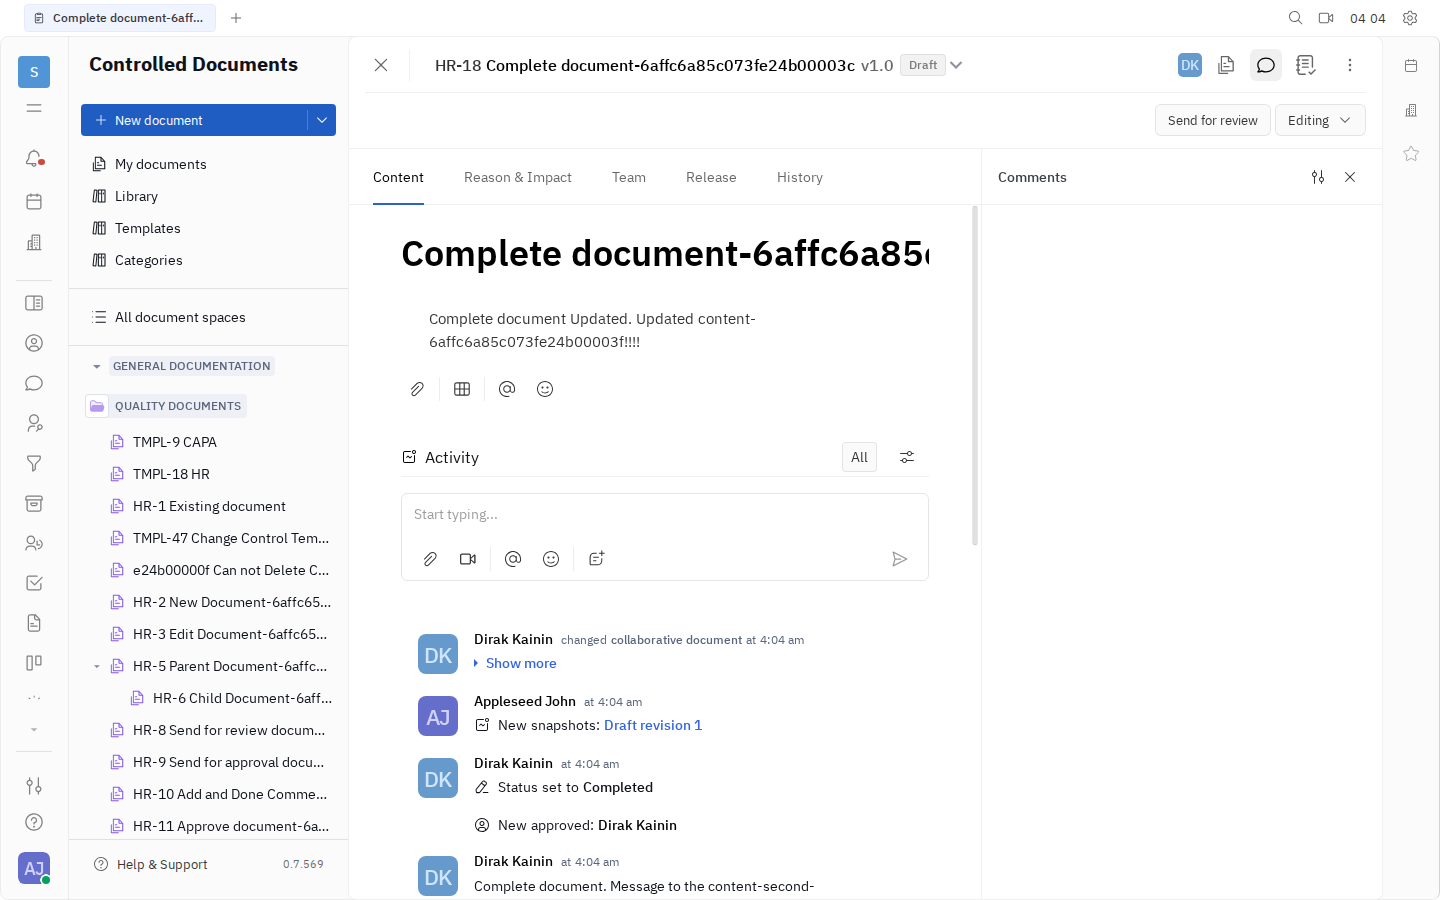 Complete document-6aff...
04 04
S
Controlled Documents
New document
My documents
Library
Templates
Categories
All document spaces
GENERAL DOCUMENTATION
QUALITY DOCUMENTS
TMPL-9 CAPA
TMPL-18 HR
HR-1 Existing document
TMPL-47 Change Control Tem...
e24b00000f Can not Delete C...
HR-2 New Document-6affc65...
HR-3 Edit Document-6affc65...
HR-5 Parent Document-6affc...
HR-6 Child Document-6aff...
HR-8 Send for review docum...
HR-9 Send for approval docu...
HR-10 Add and Done Comme...
HR-11 Approve document-6a...
Help & Support 0.7.569
AJ
HR-18 Complete document-6affc6a85c073fe24b00003c v1.0 Draft
DK
Send for review
Editing
Content Reason & Impact Team Release History
Comments
Complete document-6affc6a85c
Complete document Updated. Updated content-
6affc6a85c073fe24b00003f!!!!
Activity
All
Start typing...
DK
Dirak Kainin changed collaborative document at 4:04 am
Show more
AJ
Appleseed John at 4:04 am
New snapshots: Draft revision 1
DK
Dirak Kainin at 4:04 am
Status set to Completed
New approved: Dirak Kainin
DK
Dirak Kainin at 4:04 am
Complete document. Message to the content-second-